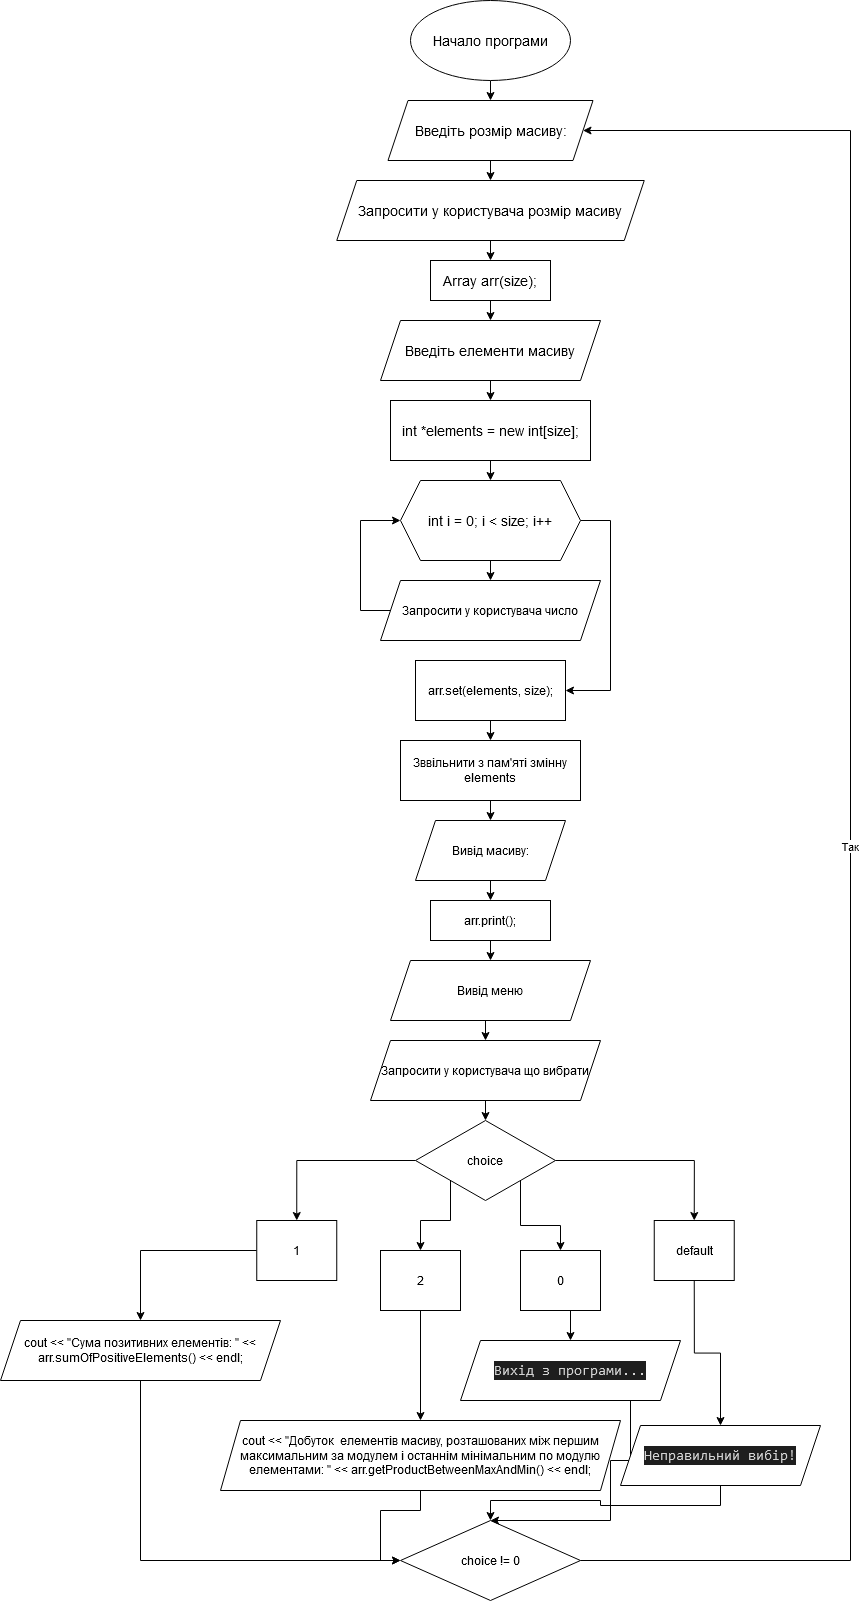 Начало програми
Введіть розмір масиву:
Запросити у користувача розмір масиву
Array arr(size);
Введіть елементи масиву
int *elements = new int[size];
int i = 0; i < size; i++
Запросити у користувача число
arr.set(elements, size);
Зввільнити з пам'яті змінну
elements
Вивід масиву:
Так
arr.print();
Вивід меню
Запросити у користувача що вибрати
choice
1
2
0
default
cout << "Сума позитивних елементів: " <<
arr.sumOfPositiveElements() << endl;
Вихід з програми...
cout << "Добуток  елементів масиву, розташованих між першим
максимальним за модулем і останнім мінімальним по модулю
елементами: " << arr.getProductBetweenMaxAndMin() << endl;
Неправильний вибір!
choice != 0